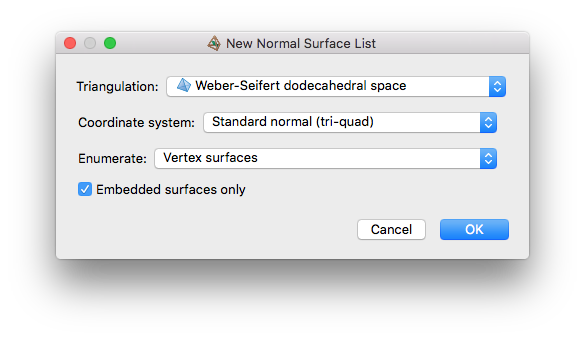 New Normal Surface List
Triangulation: Weber-Seifert dodecahedral space
Coordinate system: Standard normal (tri-quad)
Enumerate: Vertex surfaces
Embedded surfaces only
Cancel OK